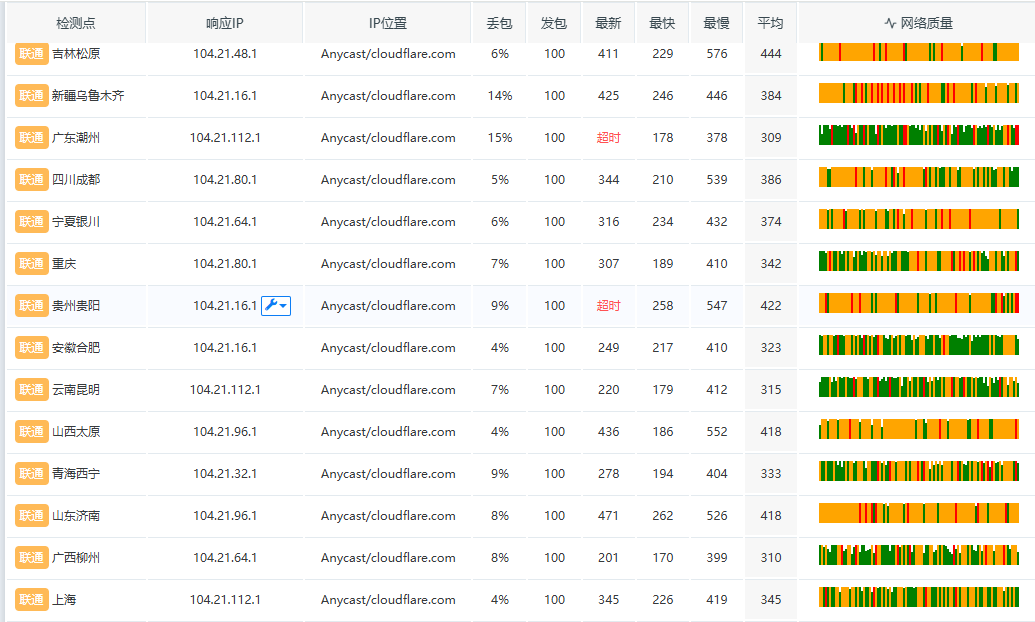 检测点 响应IP IP位置 丢包 发包 最新 最快 最慢 平均 网络质量
联通 吉林松原 104.21.48.1 Anycast/cloudflare.com 6% 100 411 229 576 444
联通 新疆乌鲁木齐 104.21.16.1 Anycast/cloudflare.com 14% 100 425 246 446 384
联通 广东潮州 104.21.112.1 Anycast/cloudflare.com 15% 100 超时 178 378 309
联通 四川成都 104.21.80.1 Anycast/cloudflare.com 5% 100 344 210 539 386
联通 宁夏银川 104.21.64.1 Anycast/cloudflare.com 6% 100 316 234 432 374
联通 重庆 104.21.80.1 Anycast/cloudflare.com 7% 100 307 189 410 342
联通 贵州贵阳 104.21.16.1 Anycast/cloudflare.com 9% 100 超时 258 547 422
联通 安徽合肥 104.21.16.1 Anycast/cloudflare.com 4% 100 249 217 410 323
联通 云南昆明 104.21.112.1 Anycast/cloudflare.com 7% 100 220 179 412 315
联通 山西太原 104.21.96.1 Anycast/cloudflare.com 4% 100 436 186 552 418
联通 青海西宁 104.21.32.1 Anycast/cloudflare.com 9% 100 278 194 404 333
联通 山东济南 104.21.96.1 Anycast/cloudflare.com 8% 100 471 262 526 418
联通 广西柳州 104.21.64.1 Anycast/cloudflare.com 8% 100 201 170 399 310
联通 上海 104.21.112.1 Anycast/cloudflare.com 4% 100 345 226 419 345